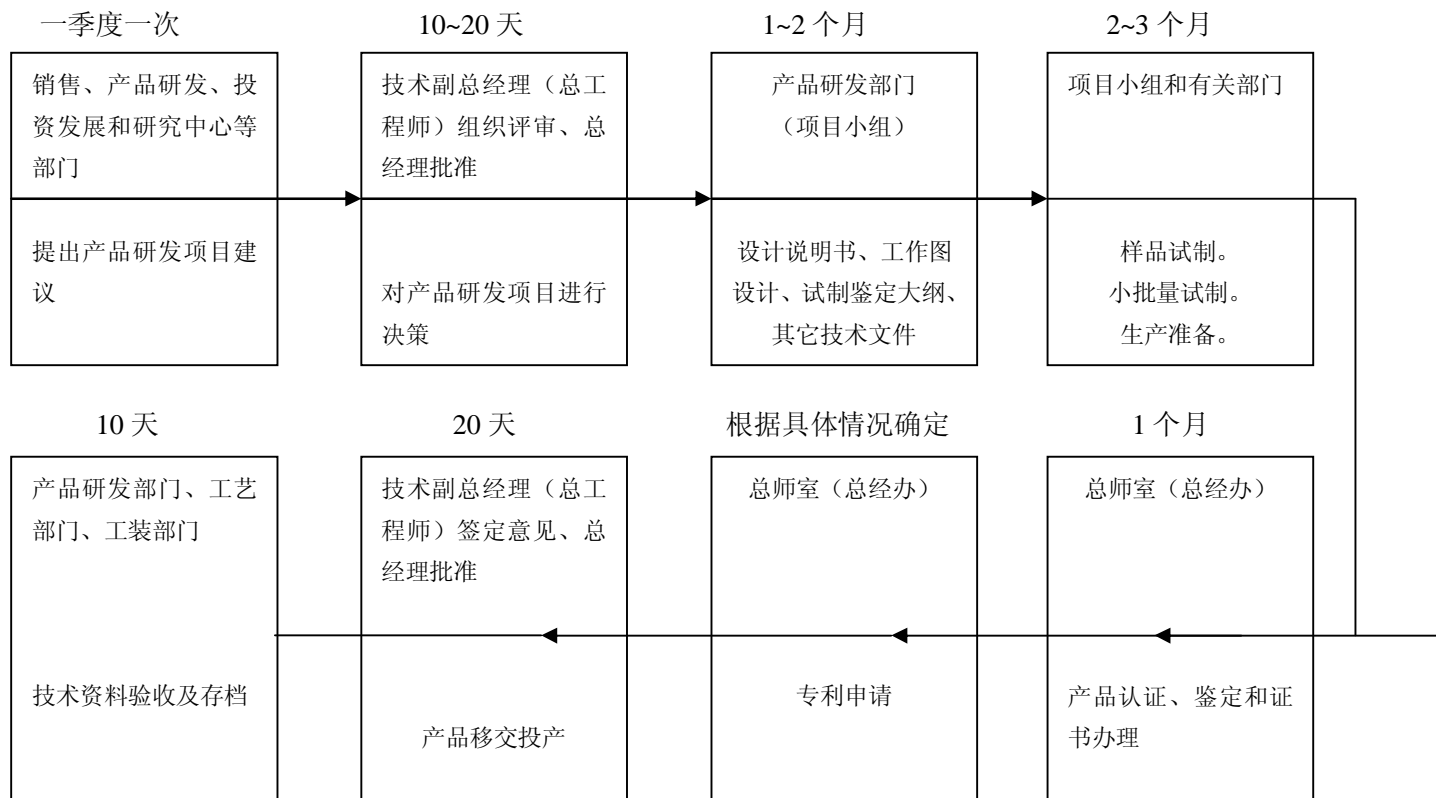 一季度一次
10~20 天
1~2 个月
2~3 个月
销售、产品研发、投
资发展和研究中心等
部门
技术副总经理（总工
程师）组织评审、总
经理批准
产品研发部门
（项目小组）
项目小组和有关部门
提出产品研发项目建
议
对产品研发项目进行
决策
设计说明书、工作图
设计、试制鉴定大纲、
其它技术文件
样品试制。
小批量试制。
生产准备。
10 天
20 天
根据具体情况确定
1 个月
产品研发部门、工艺
部门、工装部门
技术副总经理（总工
程师）签定意见、总
经理批准
总师室（总经办）
总师室（总经办）
技术资料验收及存档
产品移交投产
专利申请
产品认证、鉴定和证
书办理